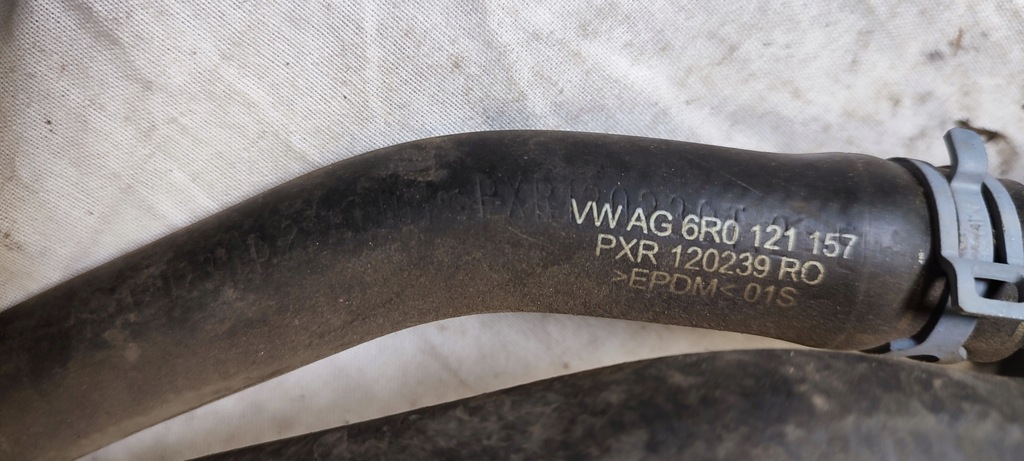 VW AG 6R0 121 157
PXR 120239 RO
>EPDM< 01S